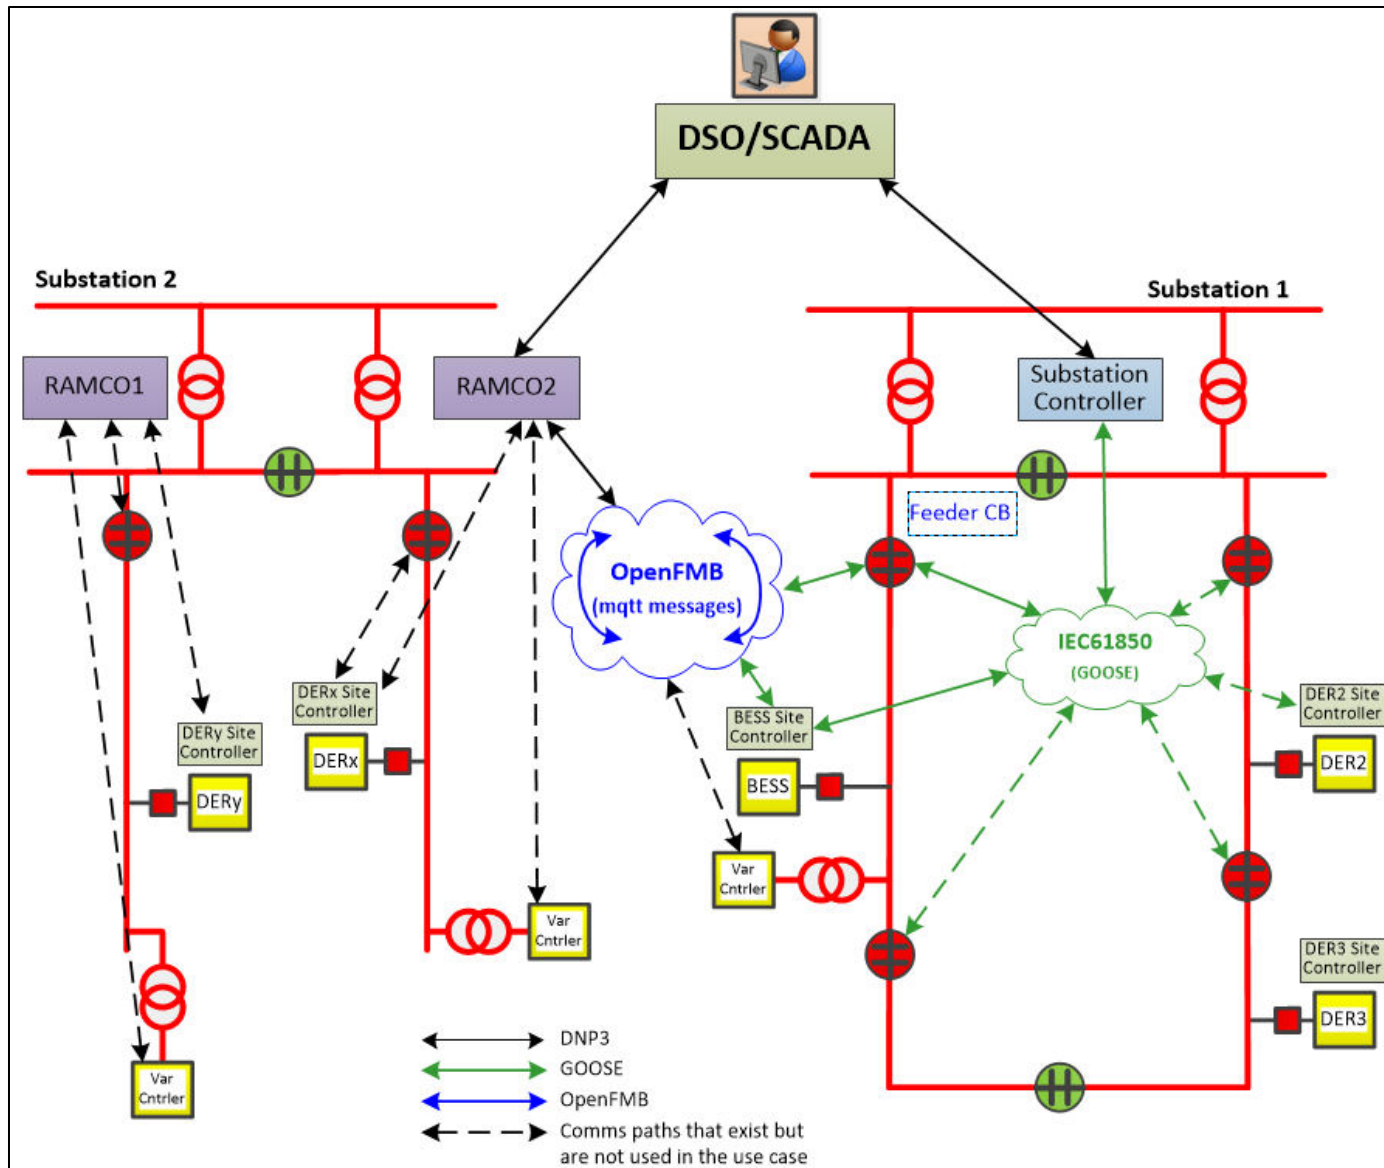 DSO/SCADA
Substation 2
Substation 1
RAMCO1
RAMCO2
Substation
Controller
Feeder CB
OpenFMB
(mqtt messages)
IEC61850
(GOOSE)
DERx Site
Controller
DERy Site
Controller
BESS Site
Controller
DER2 Site
Controller
DERx
DERy
BESS
DER2
Var
Cntrler
Var
Cntrler
DER3 Site
Controller
DER3
Var
Cntrler
DNP3
GOOSE
OpenFMB
Comms paths that exist but
are not used in the use case